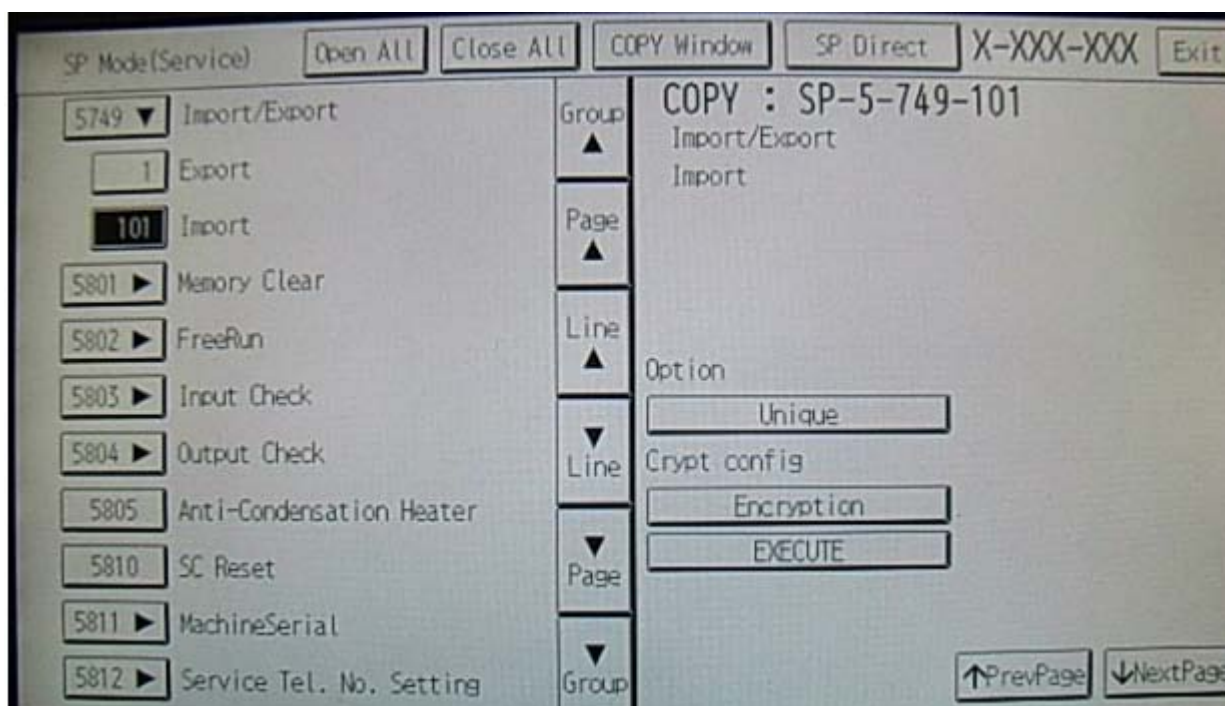 SP Mode(Service) Open All Close All COPY Window SP Direct X-XXX-XXX Exit
5749 ▼ Import/Export
1 Export
101 Import
5801 ► Memory Clear
5802 ► FreeRun
5803 ► Input Check
5804 ► Output Check
5805 Anti-Condensation Heater
5810 SC Reset
5811 ► MachineSerial
5812 ► Service Tel. No. Setting
Group
▲
Page
▲
Line
▲
▼
Line
▼
Page
▼
Group
COPY : SP-5-749-101
Import/Export
Import
Option
Unique
Crypt config
Encryption
EXECUTE
↑PrevPage ↓NextPage